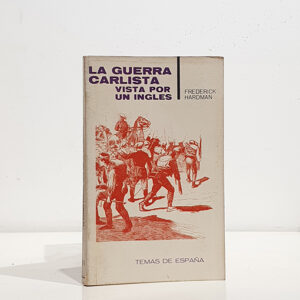 LA GUERRA
CARLISTA
VISTA POR
UN INGLES
FREDERICK
HARDMAN
TEMAS DE ESPAÑA